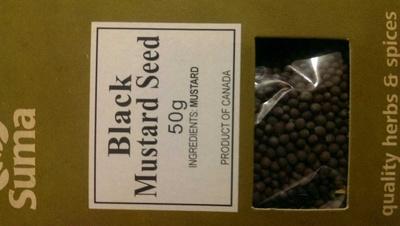 Suma
Black
Mustard Seed
50g
INGREDIENTS: MUSTARD
PRODUCT OF CANADA
quality herbs & spices